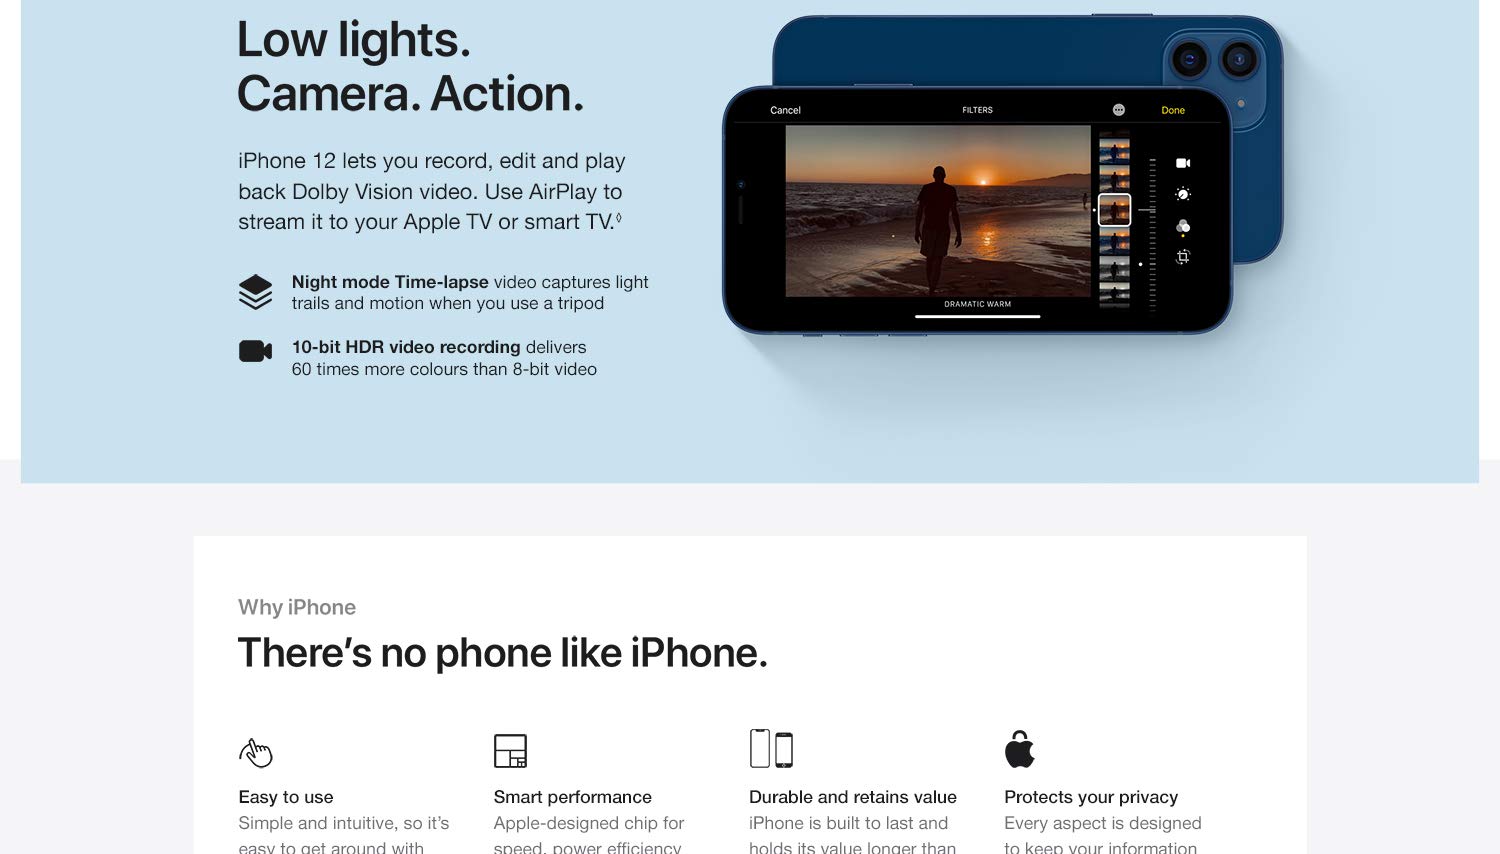 Low lights.
Camera. Action.
iPhone 12 lets you record, edit and play
back Dolby Vision video. Use AirPlay to
stream it to your Apple TV or smart TV.◊
Night mode Time-lapse video captures light
trails and motion when you use a tripod
10-bit HDR video recording delivers
60 times more colours than 8-bit video
Cancel
FILTERS
Done
DRAMATIC WARM
Why iPhone
There’s no phone like iPhone.
Easy to use
Simple and intuitive, so it’s
easy to get around with
Smart performance
Apple-designed chip for
speed, power efficiency
Durable and retains value
iPhone is built to last and
holds its value longer than
Protects your privacy
Every aspect is designed
to keep your information